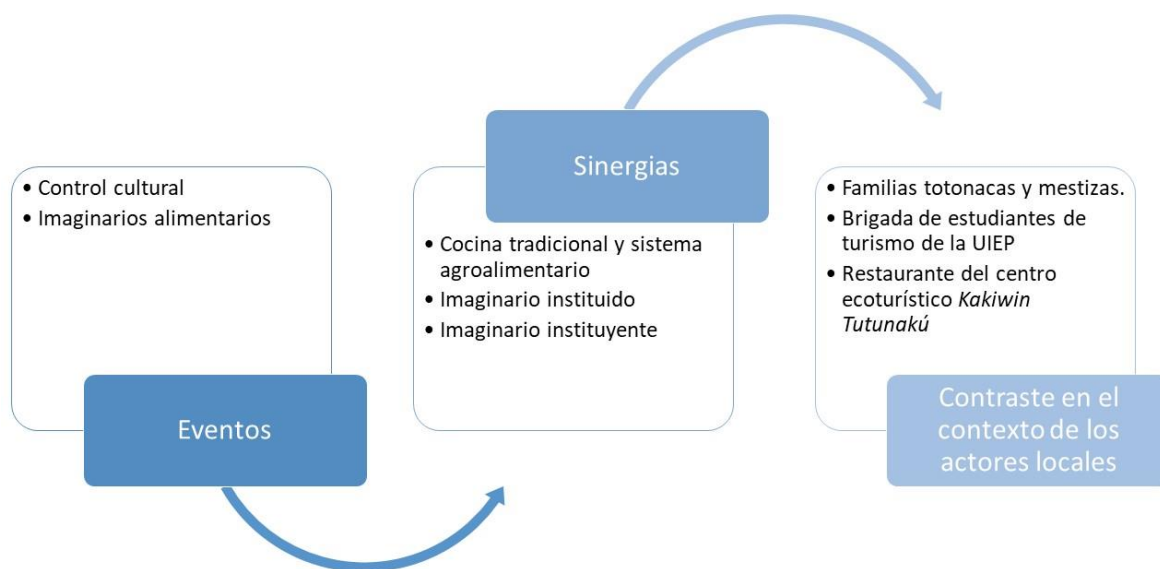 • Control cultural
• Imaginarios alimentarios
Eventos
Sinergias
• Cocina tradicional y sistema
agroalimentario
• Imaginario instituido
• Imaginario instituyente
• Familias totonacas y mestizas.
• Brigada de estudiantes de
turismo de la UIEP
• Restaurante del centro
ecoturístico Kakiwin
Tutunakú
Contraste en el
contexto de los
actores locales